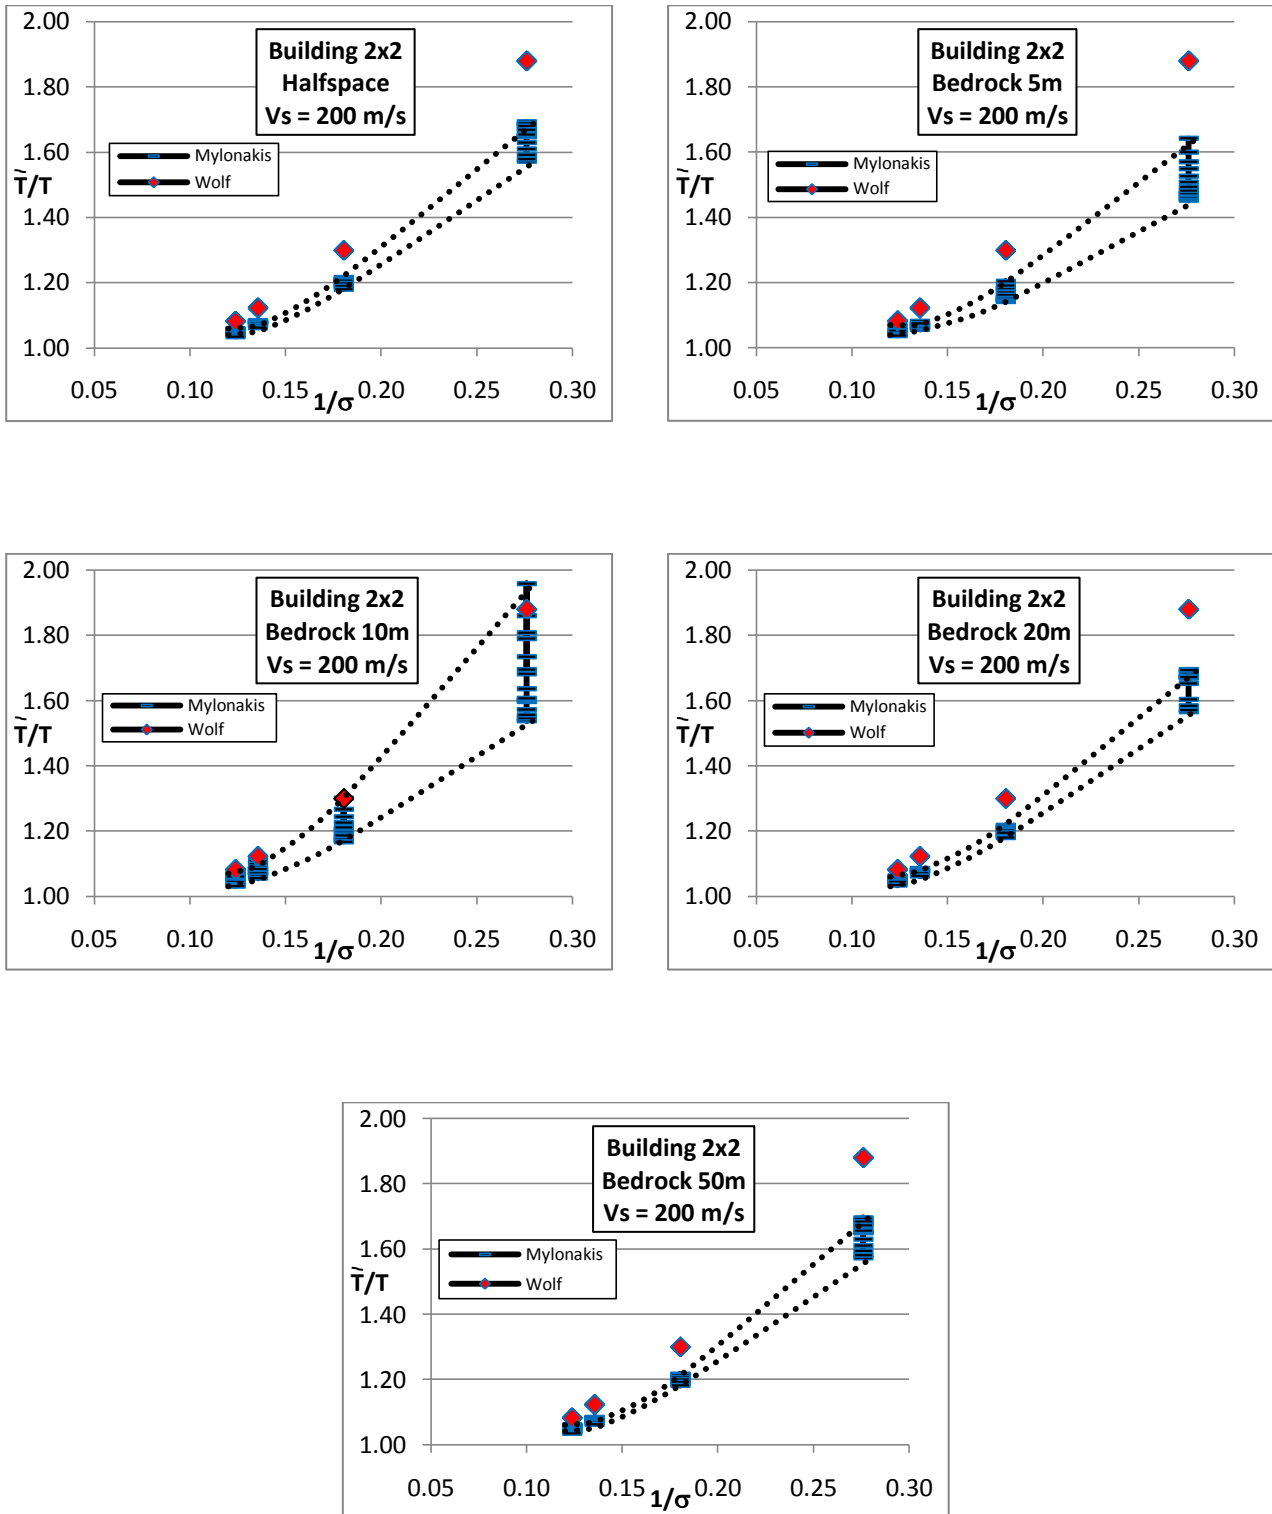 2.00
Building 2x2
Halfspace
Vs = 200 m/s
1.80
1.60
Mylonakis
Wolf
T̃/T
1.40
1.20
1.00
0.05 0.10 0.15 0.20 0.25 0.30
1/σ
2.00
Building 2x2
Bedrock 5m
Vs = 200 m/s
1.80
1.60
Mylonakis
Wolf
T̃/T
1.40
1.20
1.00
0.05 0.10 0.15 0.20 0.25 0.30
1/σ
2.00
Building 2x2
Bedrock 10m
Vs = 200 m/s
1.80
1.60
Mylonakis
Wolf
T̃/T
1.40
1.20
1.00
0.05 0.10 0.15 0.20 0.25 0.30
1/σ
2.00
Building 2x2
Bedrock 20m
Vs = 200 m/s
1.80
1.60
Mylonakis
Wolf
T̃/T
1.40
1.20
1.00
0.05 0.10 0.15 0.20 0.25 0.30
1/σ
2.00
Building 2x2
Bedrock 50m
Vs = 200 m/s
1.80
1.60
Mylonakis
Wolf
T̃/T
1.40
1.20
1.00
0.05 0.10 0.15 0.20 0.25 0.30
1/σ